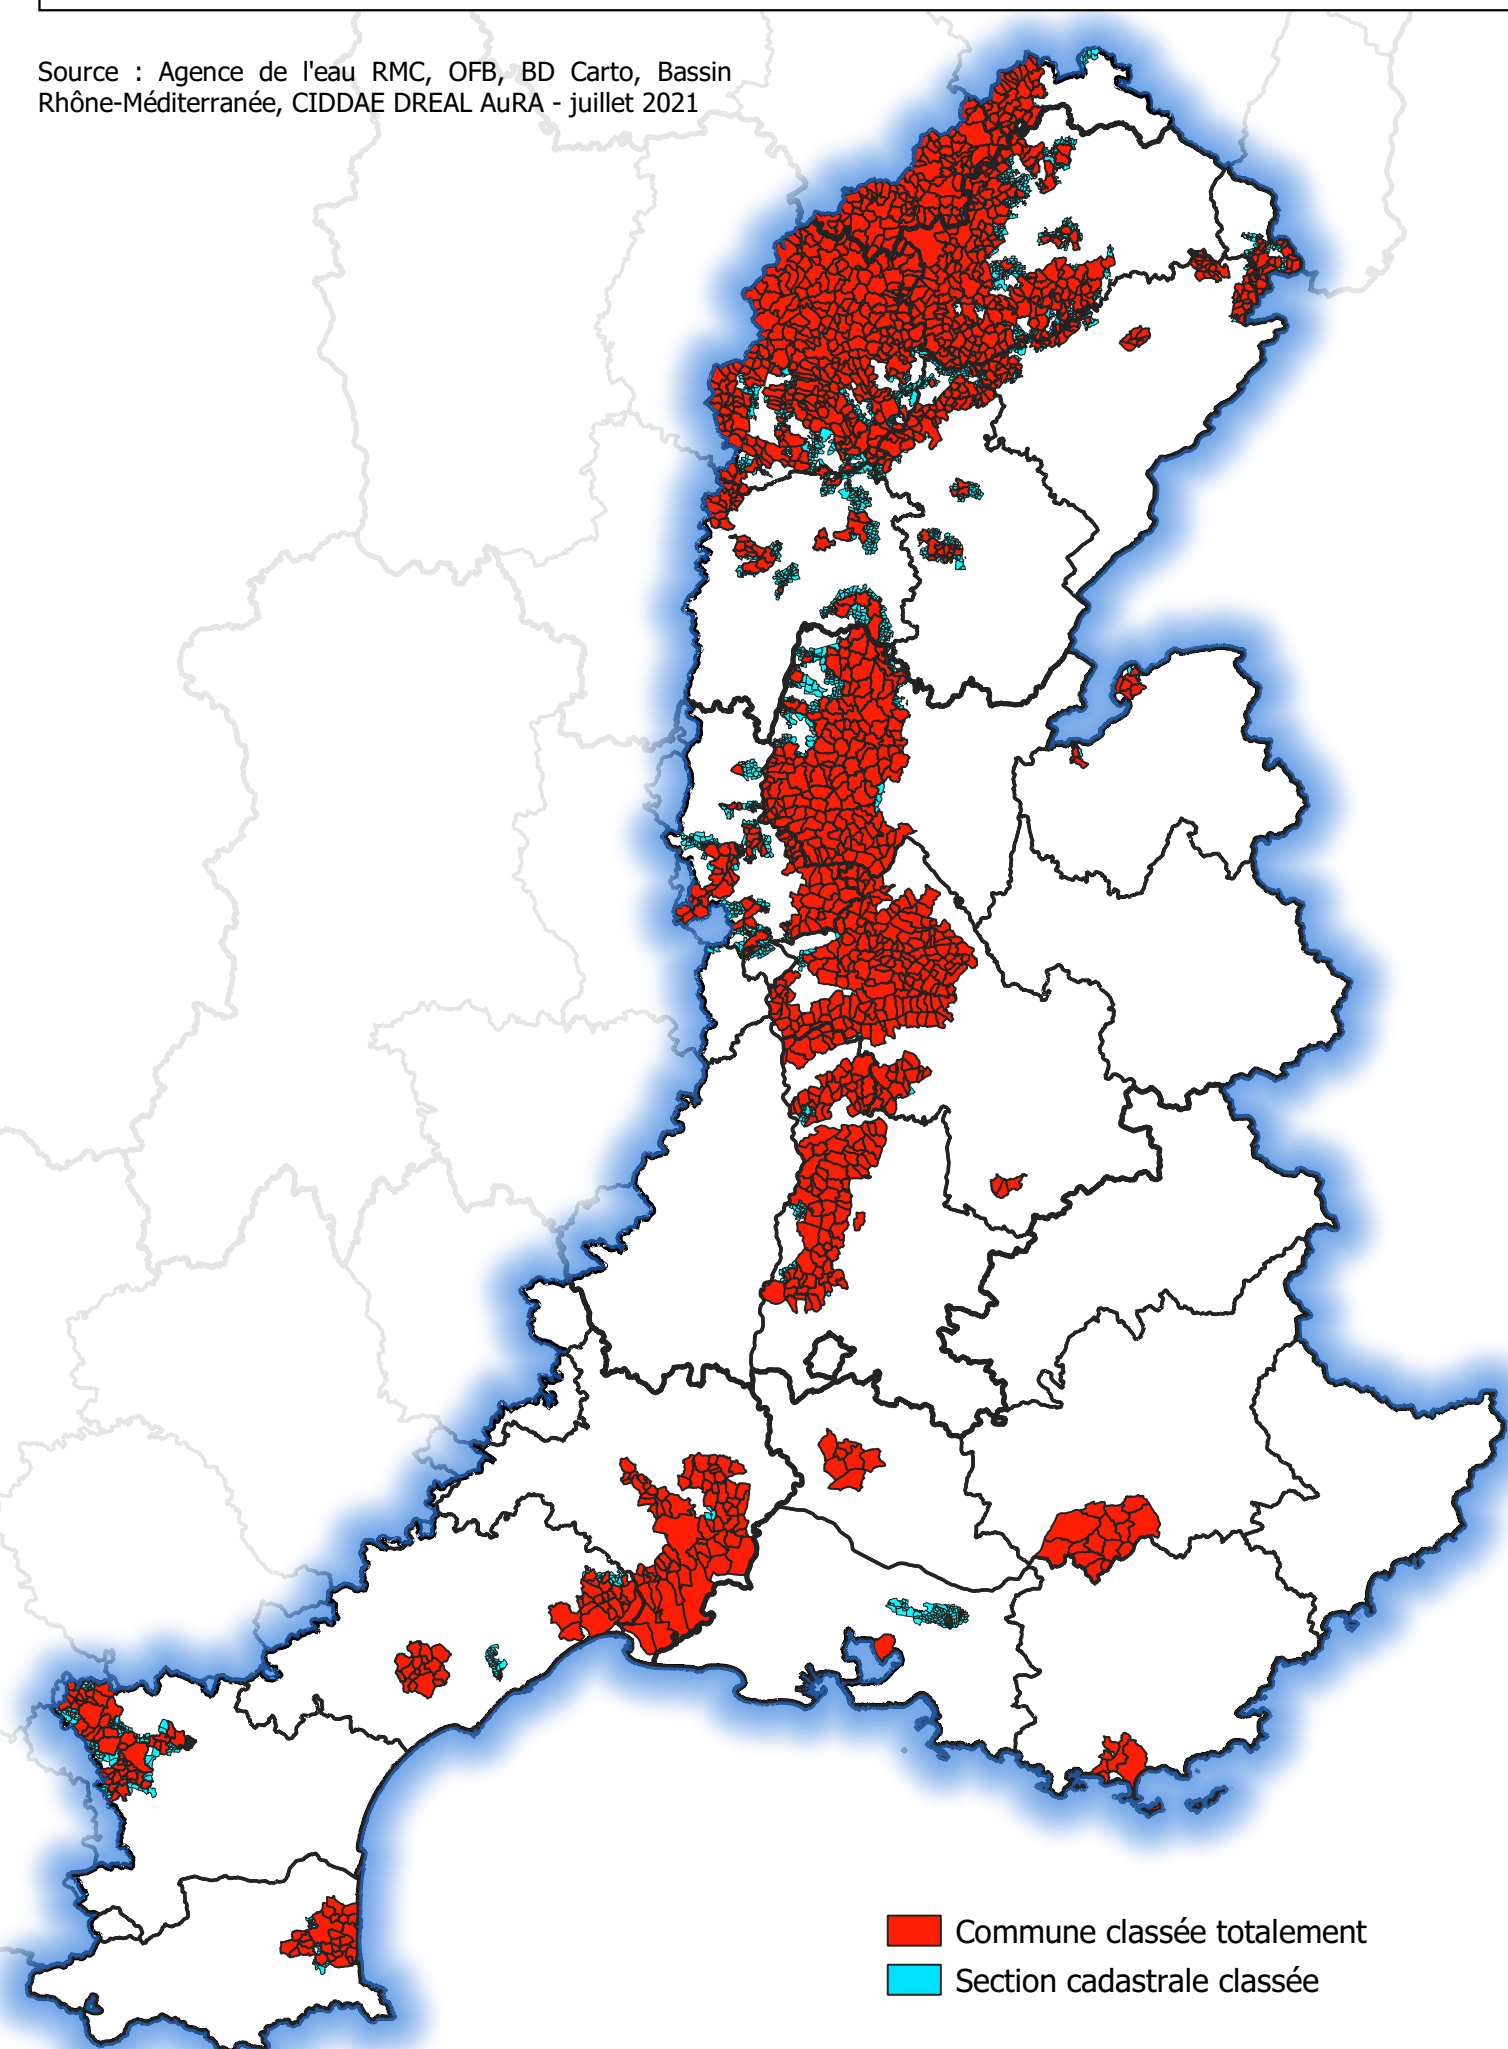 Source : Agence de l'eau RMC, OFB, BD Carto, Bassin
Rhône-Méditerranée, CIDDAE DREAL AuRA - juillet 2021
Commune classée totalement
Section cadastrale classée